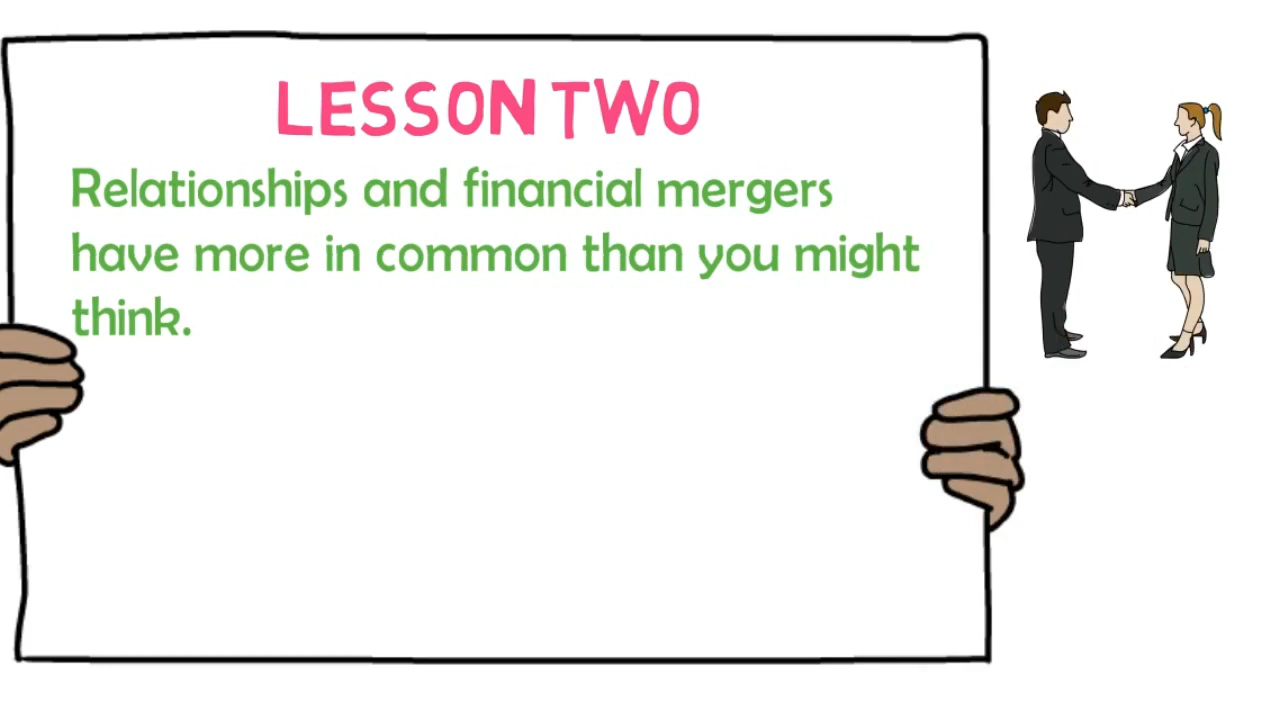 LESSON TWO
Relationships and financial mergers
have more in common than you might
think.